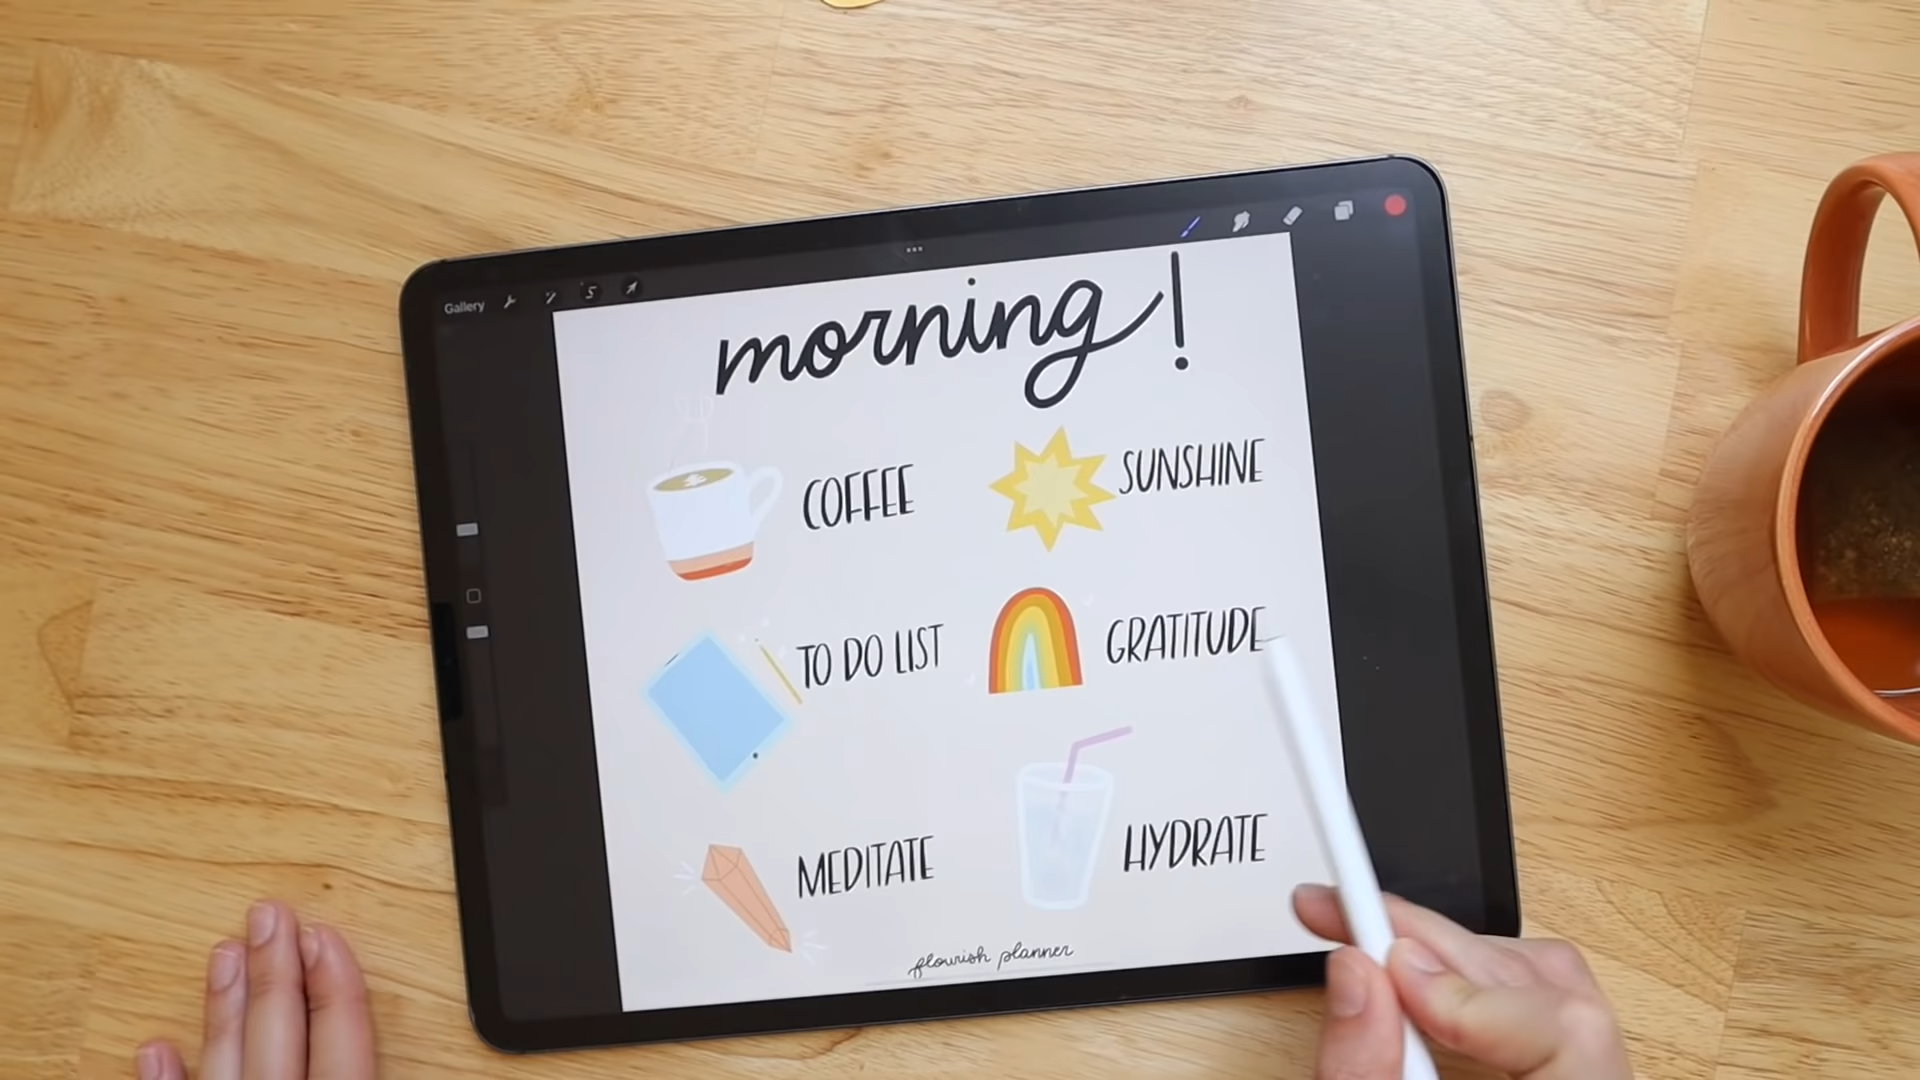 Gallery
morning!
COFFEE
SUNSHINE
TO DO LIST
GRATITUDE
MEDITATE
HYDRATE
flourish planner